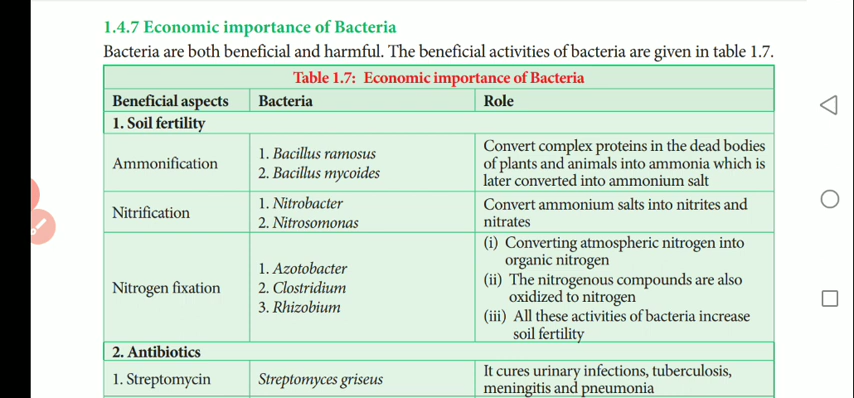 1.4.7 Economic importance of Bacteria
Bacteria are both beneficial and harmful. The beneficial activities of bacteria are given in table 1.7.
Table 1.7: Economic importance of Bacteria
Beneficial aspects Bacteria Role
1. Soil fertility
Ammonification
1. Bacillus ramosus
2. Bacillus mycoides
Convert complex proteins in the dead bodies
of plants and animals into ammonia which is
later converted into ammonium salt
Nitrification
1. Nitrobacter
2. Nitrosomonas
Convert ammonium salts into nitrites and
nitrates
Nitrogen fixation
1. Azotobacter
2. Clostridium
3. Rhizobium
(i) Converting atmospheric nitrogen into
organic nitrogen
(ii) The nitrogenous compounds are also
oxidized to nitrogen
(iii) All these activities of bacteria increase
soil fertility
2. Antibiotics
1. Streptomycin
Streptomyces griseus
It cures urinary infections, tuberculosis,
meningitis and pneumonia